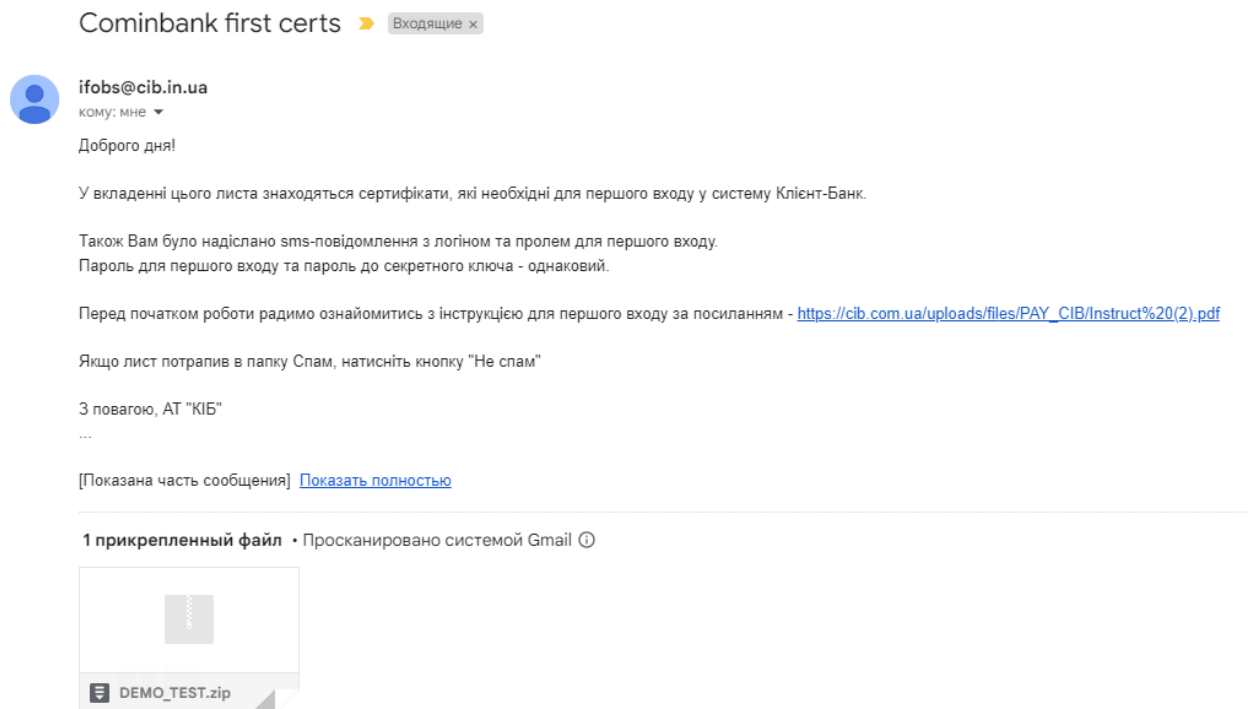 Cominbank first certs Входящие ×
ifobs@cib.in.ua
кому: мне
Доброго дня!
У вкладенні цього листа знаходяться сертифікати, які необхідні для першого входу у систему Клієнт-Банк.
Також Вам було надіслано sms-повідомлення з логіном та пролем для першого входу.
Пароль для першого входу та пароль до секретного ключа - однаковий.
Перед початком роботи радимо ознайомитись з інструкцією для першого входу за посиланням - https://cib.com.ua/uploads/files/PAY_CIB/Instruct%20(2).pdf
Якщо лист потрапив в папку Спам, натисніть кнопку "Не спам"
З повагою, АТ "КІБ"
...
[Показана часть сообщения] Показать полностью
1 прикрепленный файл • Просканировано системой Gmail
DEMO_TEST.zip